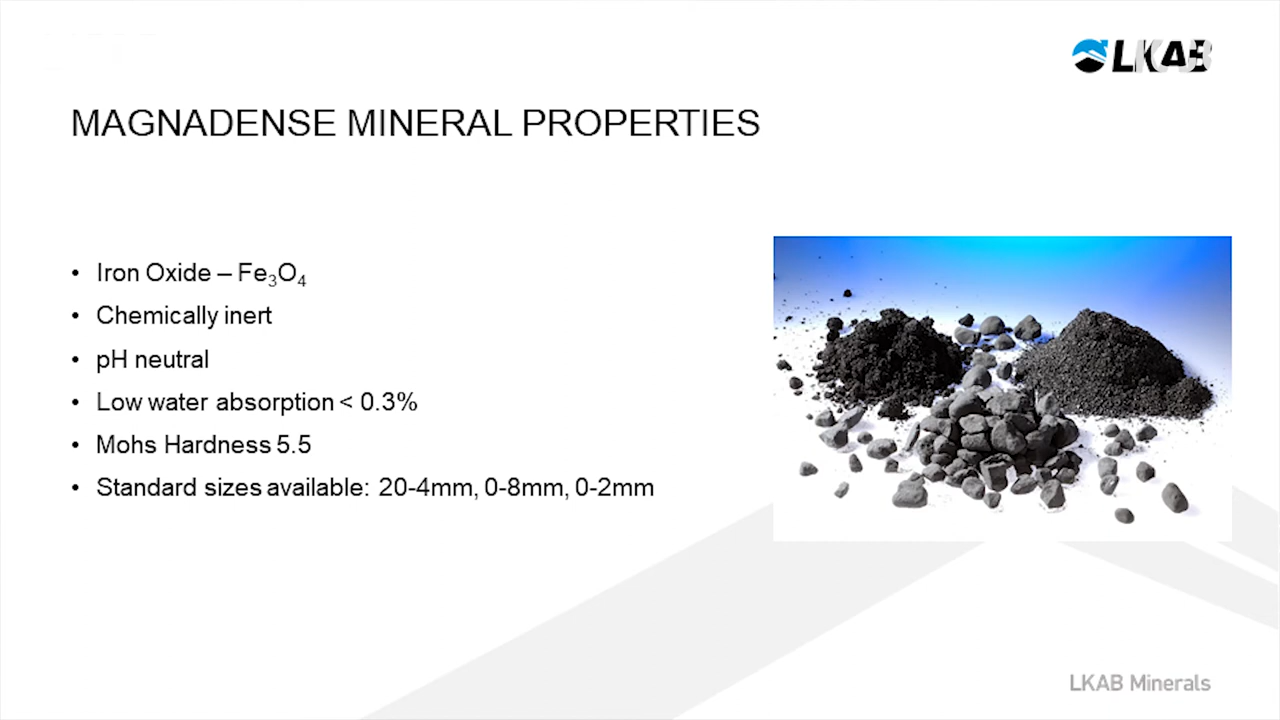 LKAB
MAGNADENSE MINERAL PROPERTIES
• Iron Oxide – Fe₃O₄
• Chemically inert
• pH neutral
• Low water absorption < 0.3%
• Mohs Hardness 5.5
• Standard sizes available: 20-4mm, 0-8mm, 0-2mm
LKAB Minerals